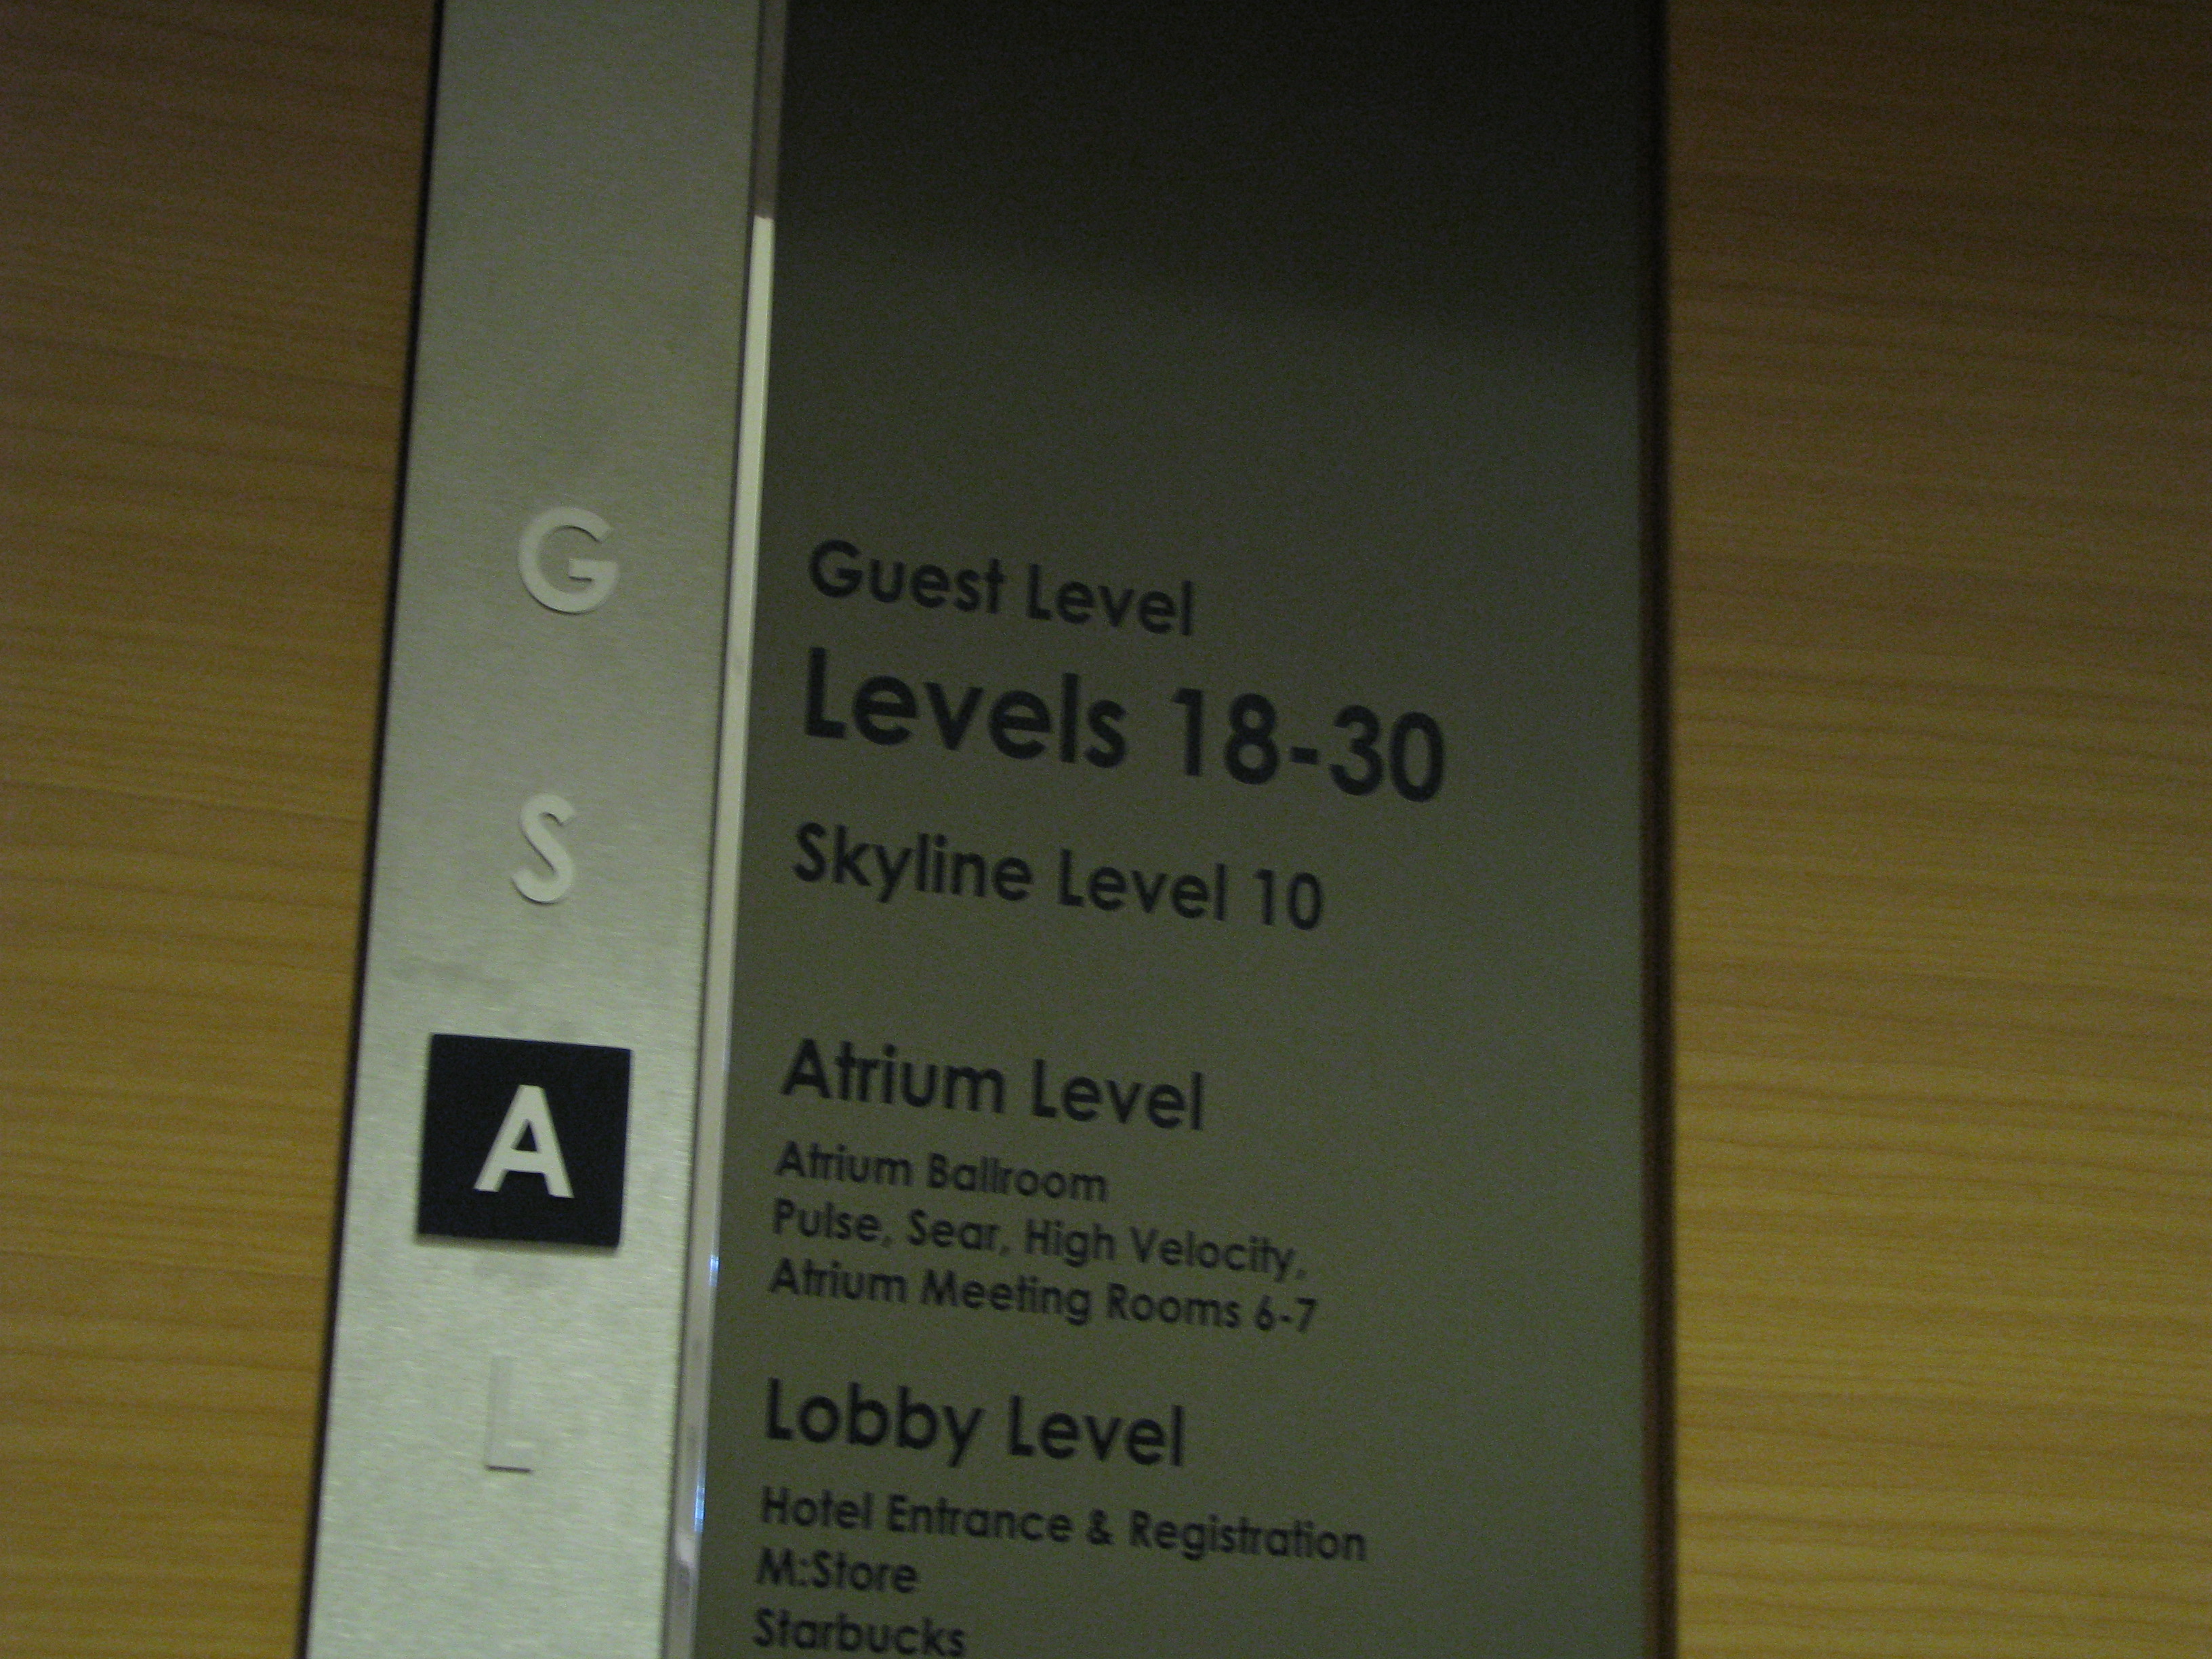 G
Guest Level
Levels 18-30
S
Skyline Level 10
A
Atrium Level
Atrium Ballroom
Pulse, Sear, High Velocity,
Atrium Meeting Rooms 6-7
L
Lobby Level
Hotel Entrance & Registration
M:Store
Starbucks